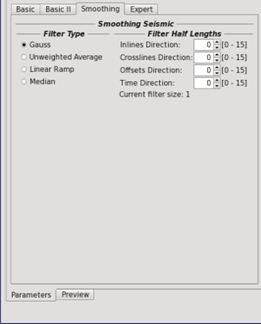 Basic Basic II Smoothing Expert
Smoothing Seismic
Filter Type Filter Half Lengths
Gauss Inlines Direction: 0 [0 - 15]
Unweighted Average Crosslines Direction: 0 [0 - 15]
Linear Ramp Offsets Direction: 0 [0 - 15]
Median Time Direction: 0 [0 - 15]
Current filter size: 1
Parameters Preview